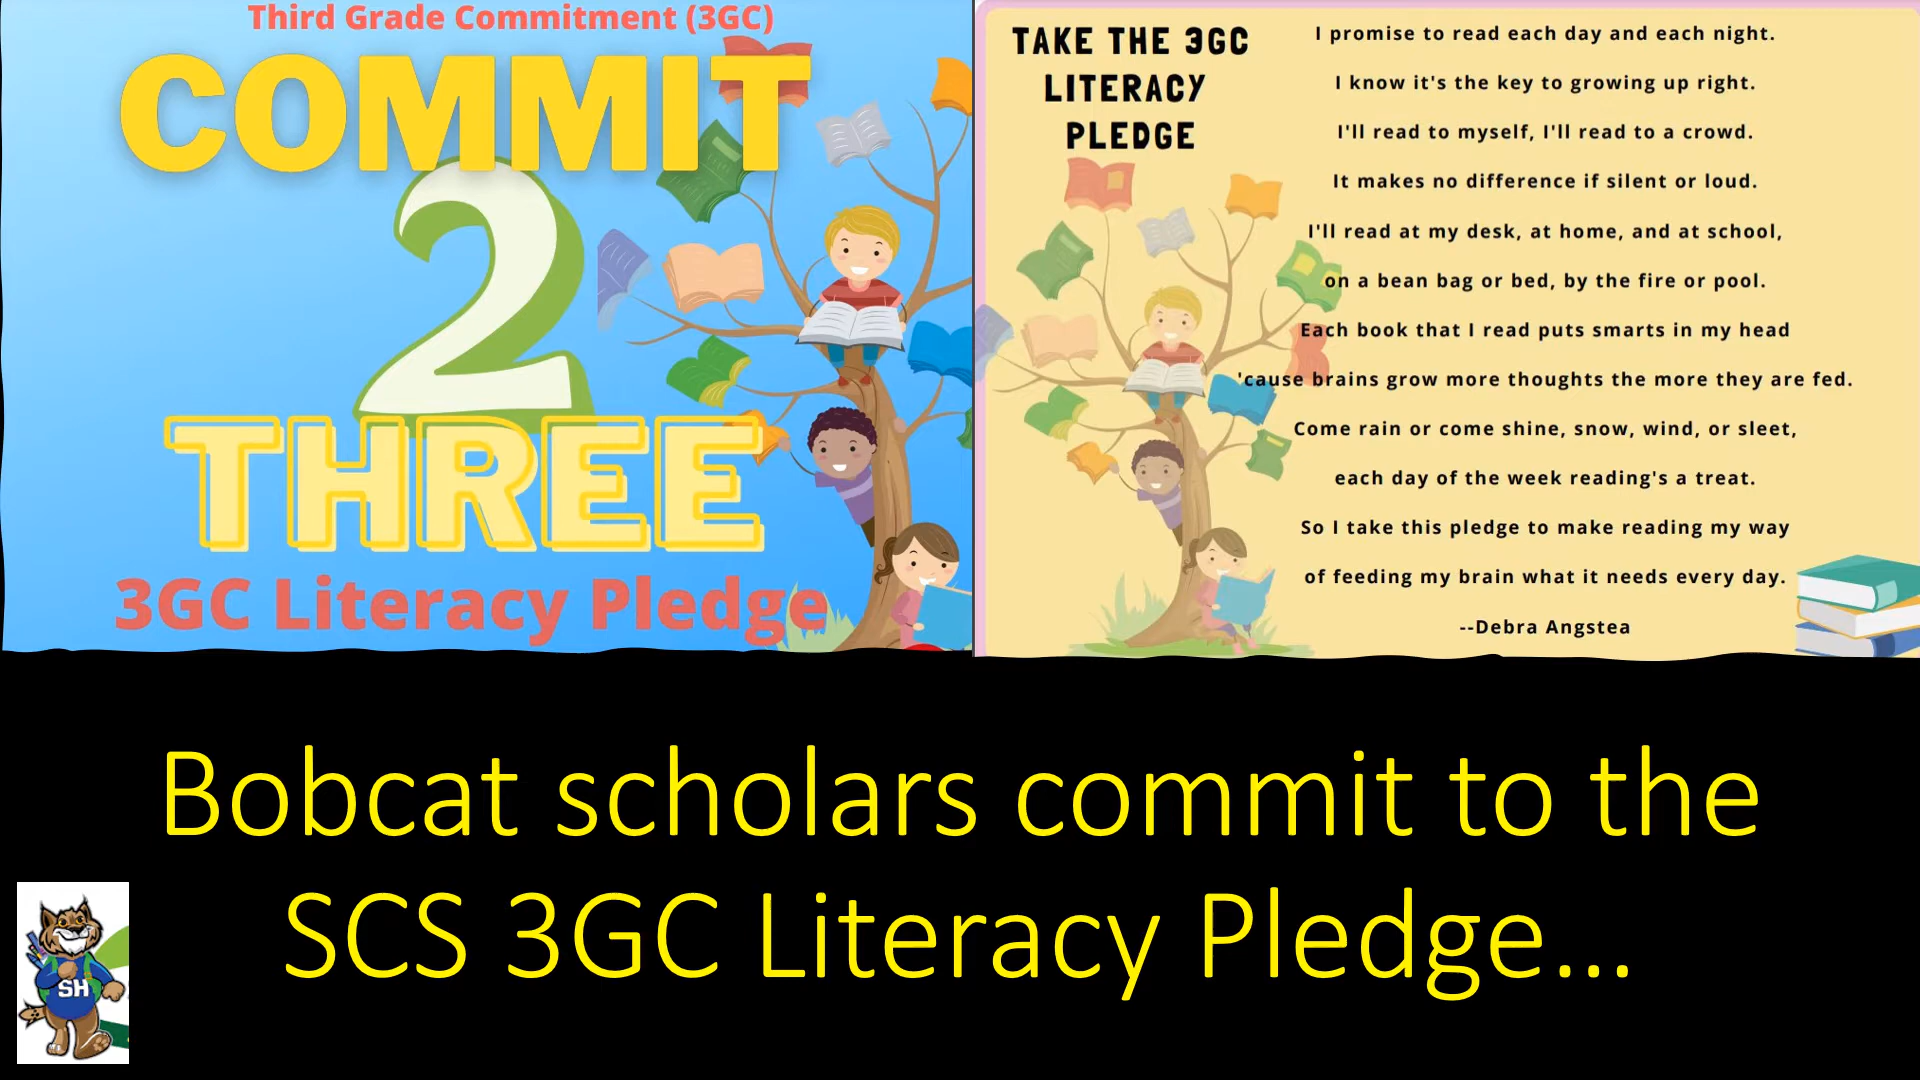 Third Grade Commitment (3GC)
COMMIT
2
THREE
3GC Literacy Pledge
TAKE THE 3GC
LITERACY
PLEDGE
I promise to read each day and each night.
I know it's the key to growing up right.
I'll read to myself, I'll read to a crowd.
It makes no difference if silent or loud.
I'll read at my desk, at home, and at school,
on a bean bag or bed, by the fire or pool.
Each book that I read puts smarts in my head
'cause brains grow more thoughts the more they are fed.
Come rain or come shine, snow, wind, or sleet,
each day of the week reading's a treat.
So I take this pledge to make reading my way
of feeding my brain what it needs every day.
--Debra Angstea
Bobcat scholars commit to the
SCS 3GC Literacy Pledge...
SH